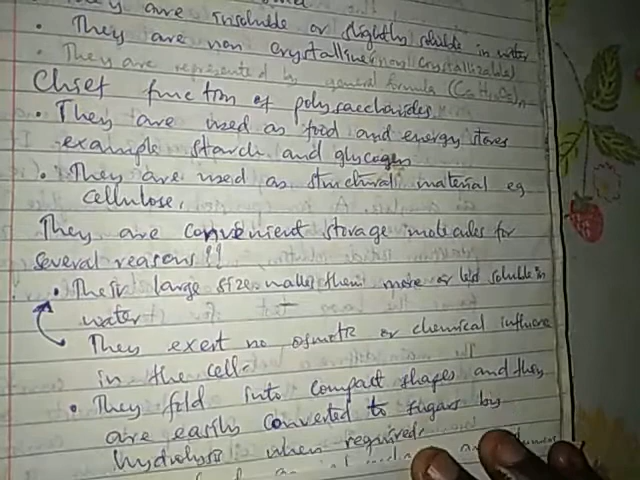 They are insoluble or slightly soluble in water
• They are non crystalline (non crystallizable)
• They are represented by general formula (C6H10O5)n
Chief function of polysaccharides
• They are used as food and energy stores
example starch and glycogen
• They are used as structural material eg
cellulose.
They are convenient storage molecules for
several reasons!!
• Their large size makes them more or less soluble in
water
They exert no osmotic or chemical influence
in the cell.
• They fold into compact shapes and they
are easily converted to sugars by
hydrolysis when required.